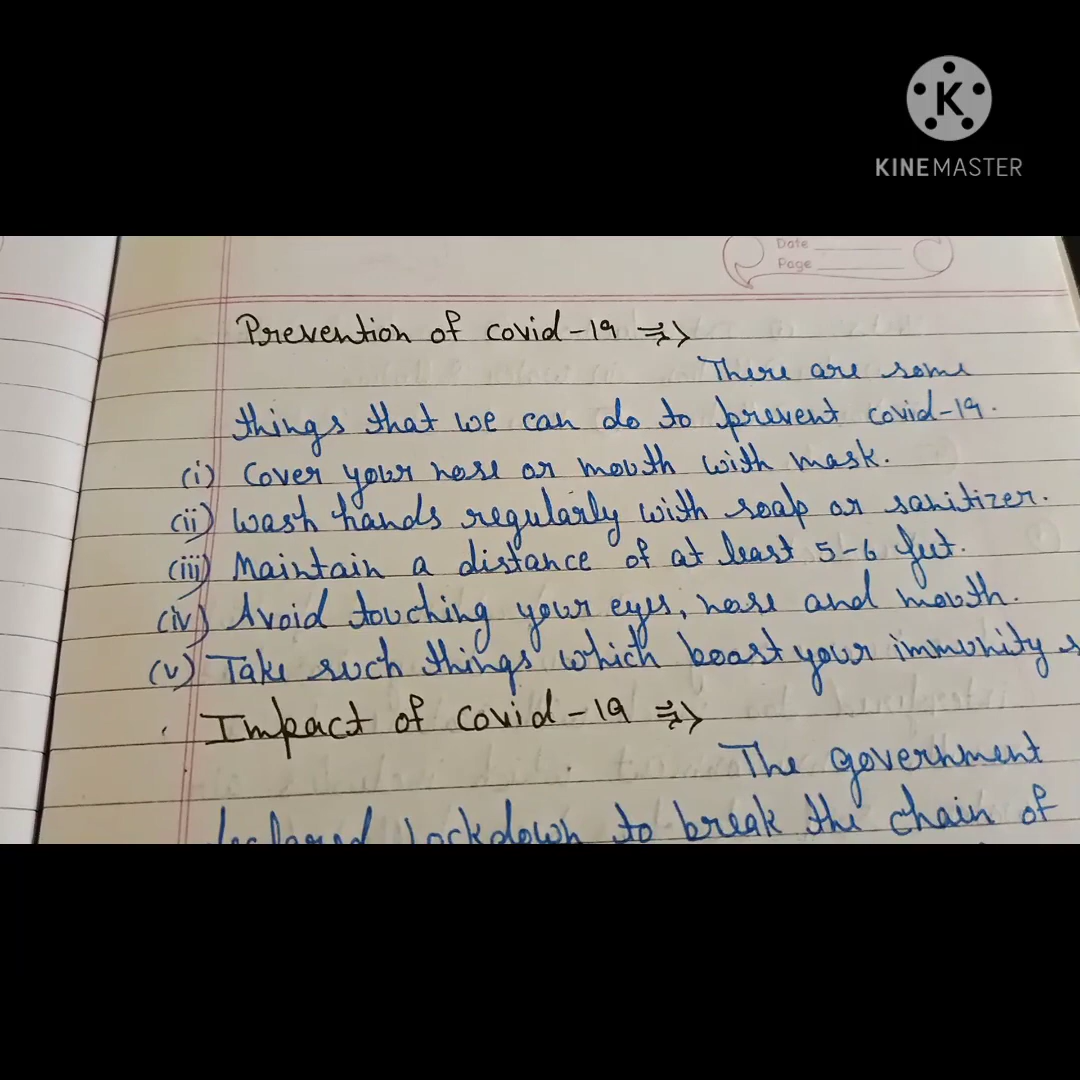 KINEMASTER
Date
Page
Prevention of covid-19 =>
There are some
things that we can do to prevent covid-19.
(i) Cover your nose or mouth with mask.
(ii) Wash hands regularly with soap or sanitizer.
(iii) Maintain a distance of at least 5-6 feet.
(iv) Avoid touching your eyes, nose and mouth.
(v) Take such things which boost your immunity
Impact of Covid-19 =>
The government
declared lockdown to break the chain of